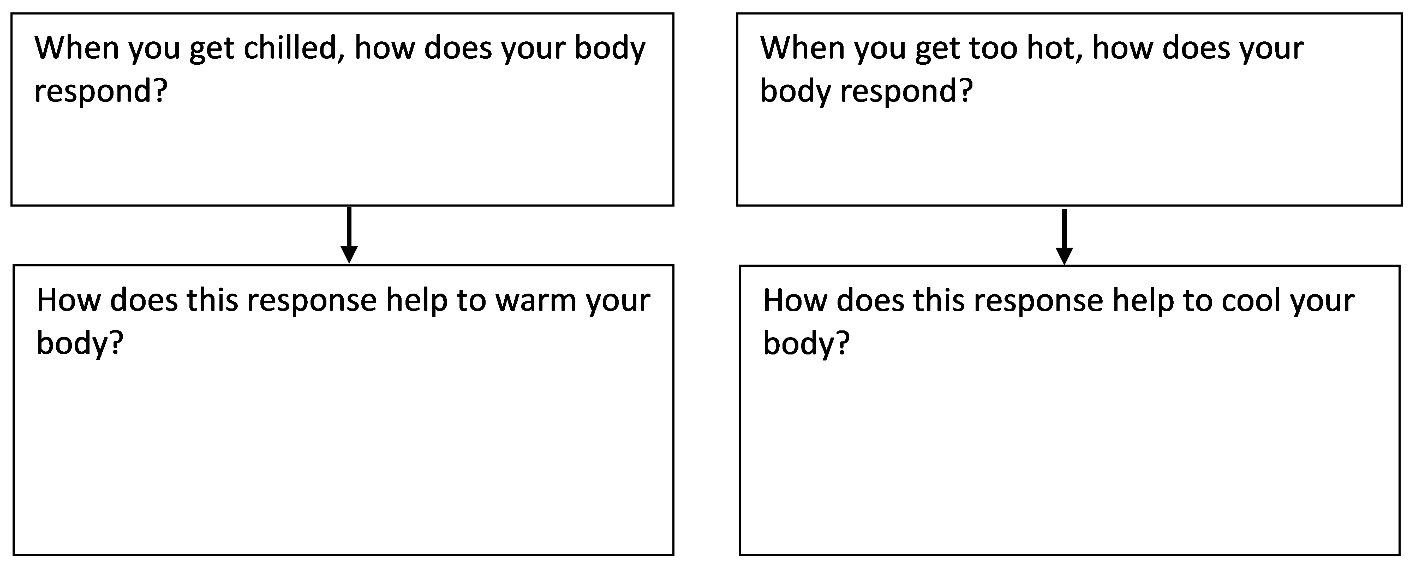 When you get chilled, how does your body
respond?
How does this response help to warm your
body?
When you get too hot, how does your
body respond?
How does this response help to cool your
body?